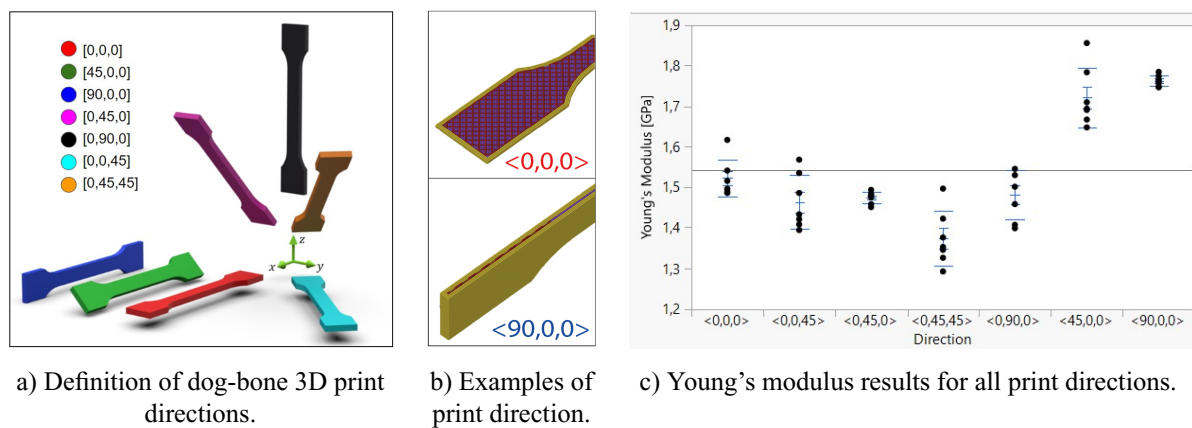 [0,0,0]
[45,0,0]
[90,0,0]
[0,45,0]
[0,90,0]
[0,0,45]
[0,45,45]
z
x
y
a) Definition of dog-bone 3D print
directions.
<0,0,0>
<90,0,0>
b) Examples of
print direction.
Young's Modulus [GPa]
1,9
1,8
1,7
1,6
1,5
1,4
1,3
1,2
<0,0,0>
<0,0,45>
<0,45,0>
<0,45,45>
<0,90,0>
<45,0,0>
<90,0,0>
Direction
c) Young’s modulus results for all print directions.